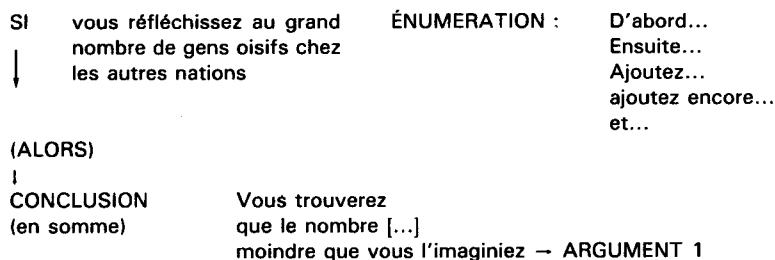 SI vous réfléchissez au grand ÉNUMERATION : D'abord...
nombre de gens oisifs chez Ensuite...
les autres nations Ajoutez...
ajoutez encore...
et...
(ALORS)
CONCLUSION Vous trouverez
(en somme) que le nombre [...]
moindre que vous l'imaginiez → ARGUMENT 1